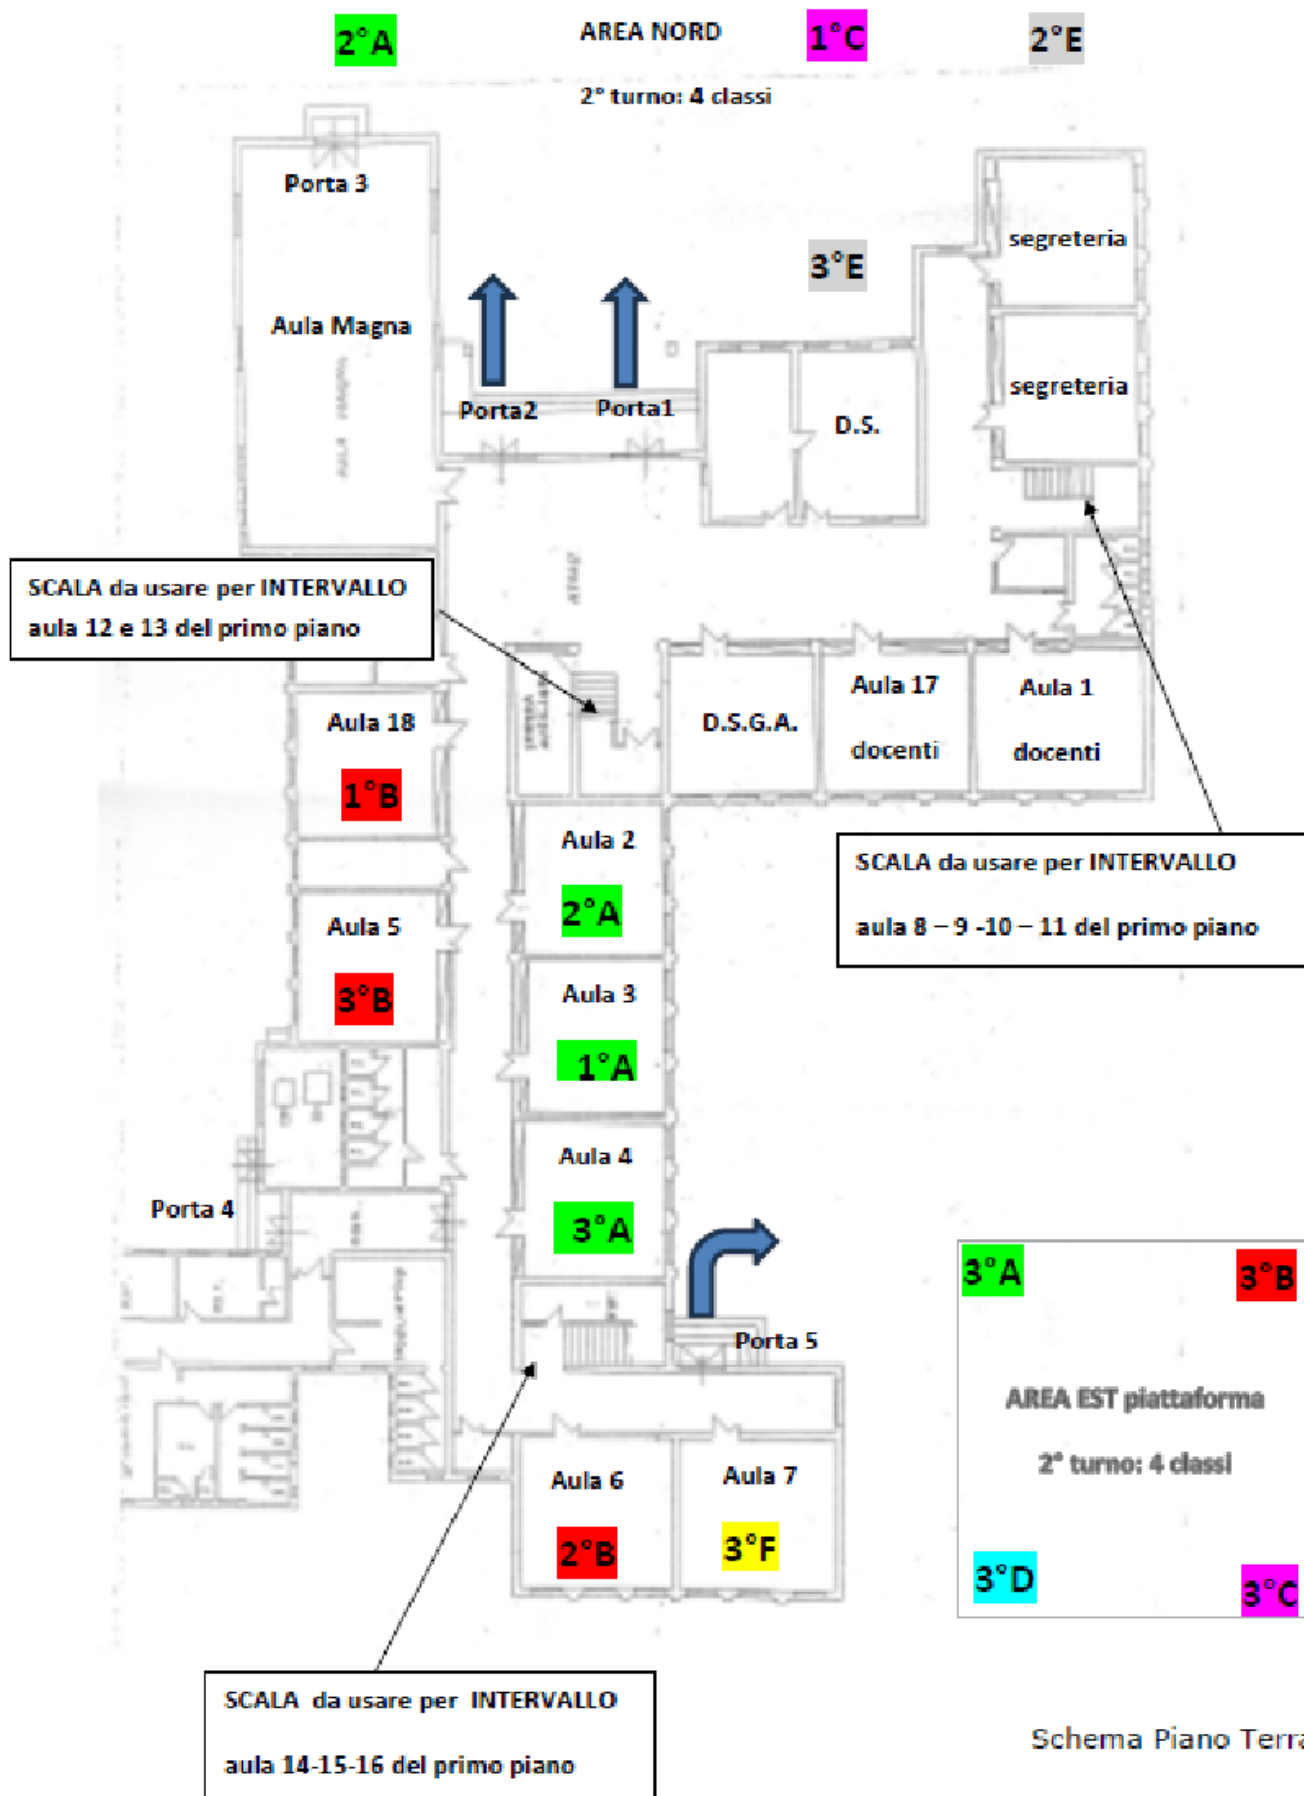 2°A
AREA NORD
1°C
2°E
2° turno: 4 classi
Porta 3
segreteria
3°E
Aula Magna
AULA MAGNA
segreteria
Porta2
Porta1
D.S.
ATRIO
SCALA da usare per INTERVALLO
aula 12 e 13 del primo piano
Aula 18
1°B
D.S.G.A.
Aula 17
docenti
Aula 1
docenti
Aula 2
2°A
SCALA da usare per INTERVALLO
aula 8 – 9 -10 – 11 del primo piano
Aula 5
3°B
Aula 3
1°A
Aula 4
3°A
Porta 4
Porta 5
3°A
3°B
AREA EST piattaforma
2° turno: 4 classi
3°D
3°C
Aula 6
2°B
Aula 7
3°F
SCALA da usare per INTERVALLO
aula 14-15-16 del primo piano
Schema Piano Terra